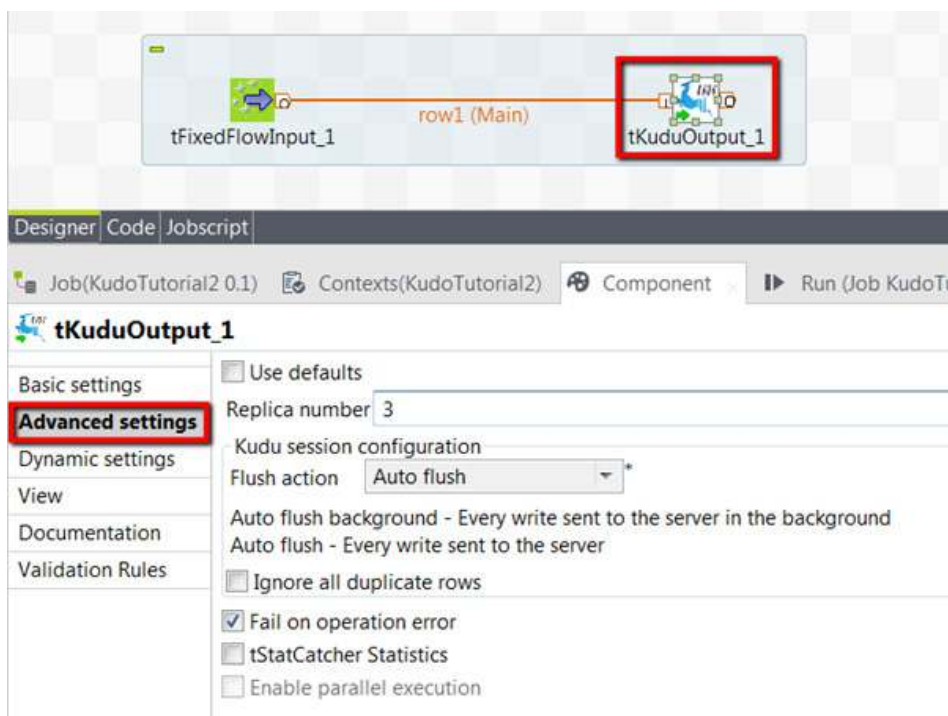 row1 (Main)
tFixedFlowInput_1
tKuduOutput_1
Designer Code Jobscript
Job(KudoTutorial2 0.1) Contexts(KudoTutorial2) Component Run (Job KudoTu
tKuduOutput_1
Basic settings
Advanced settings
Dynamic settings
View
Documentation
Validation Rules
Use defaults
Replica number 3
Kudu session configuration
Flush action Auto flush *
Auto flush background - Every write sent to the server in the background
Auto flush - Every write sent to the server
Ignore all duplicate rows
Fail on operation error
tStatCatcher Statistics
Enable parallel execution